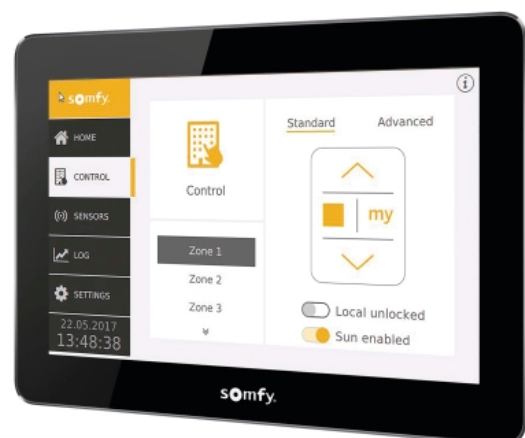 somfy.
HOME
CONTROL
SENSORS
LOG
SETTINGS
22.05.2017
13:48:38
Control
Zone 1
Zone 2
Zone 3
i
Standard
Advanced
my
Local unlocked
Sun enabled
somfy.